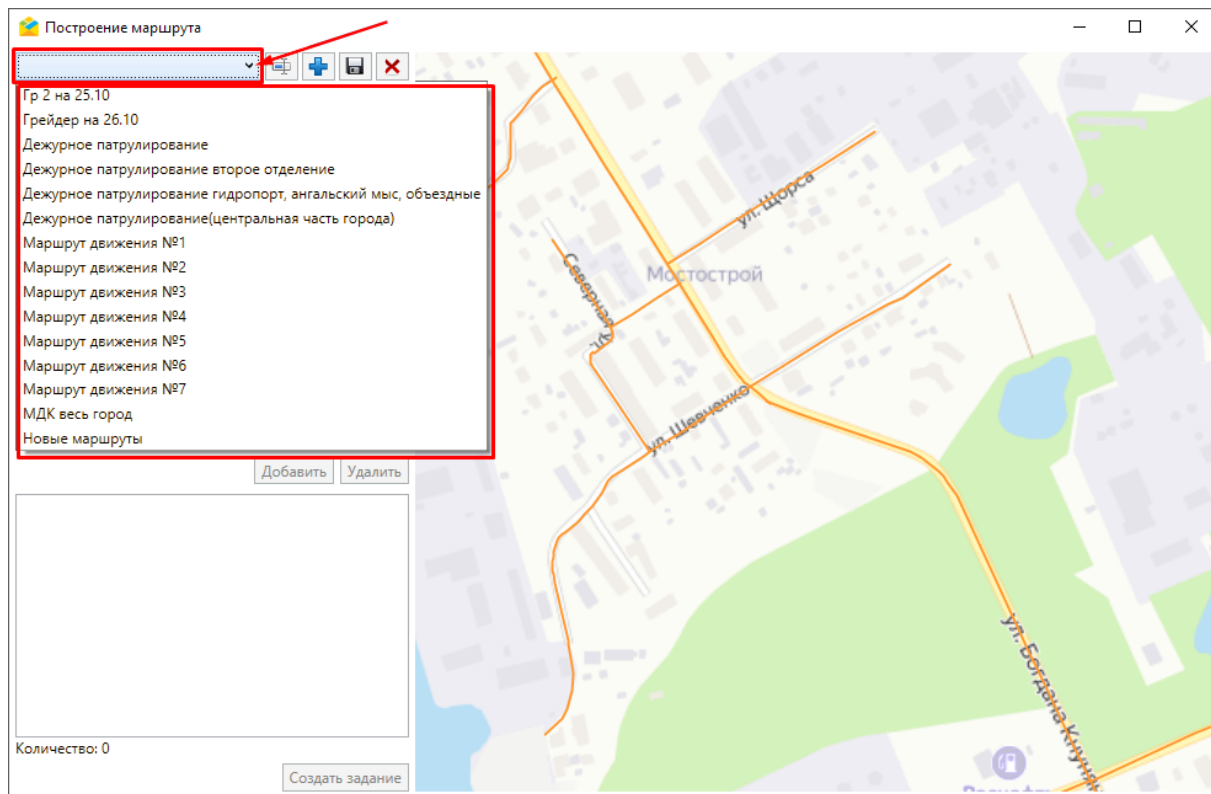 Построение маршрута
Гр 2 на 25.10
Грейдер на 26.10
Дежурное патрулирование
Дежурное патрулирование второе отделение
Дежурное патрулирование гидропорт, ангальский мыс, объездные
Дежурное патрулирование(центральная часть города)
Маршрут движения №1
Маршрут движения №2
Маршрут движения №3
Маршрут движения №4
Маршрут движения №5
Маршрут движения №6
Маршрут движения №7
МДК весь город
Новые маршруты
Добавить Удалить
Количество: 0
Создать задание
ул. Щорса
Северная ул.
Мостострой
ул. Шевченко
ул. Богдана